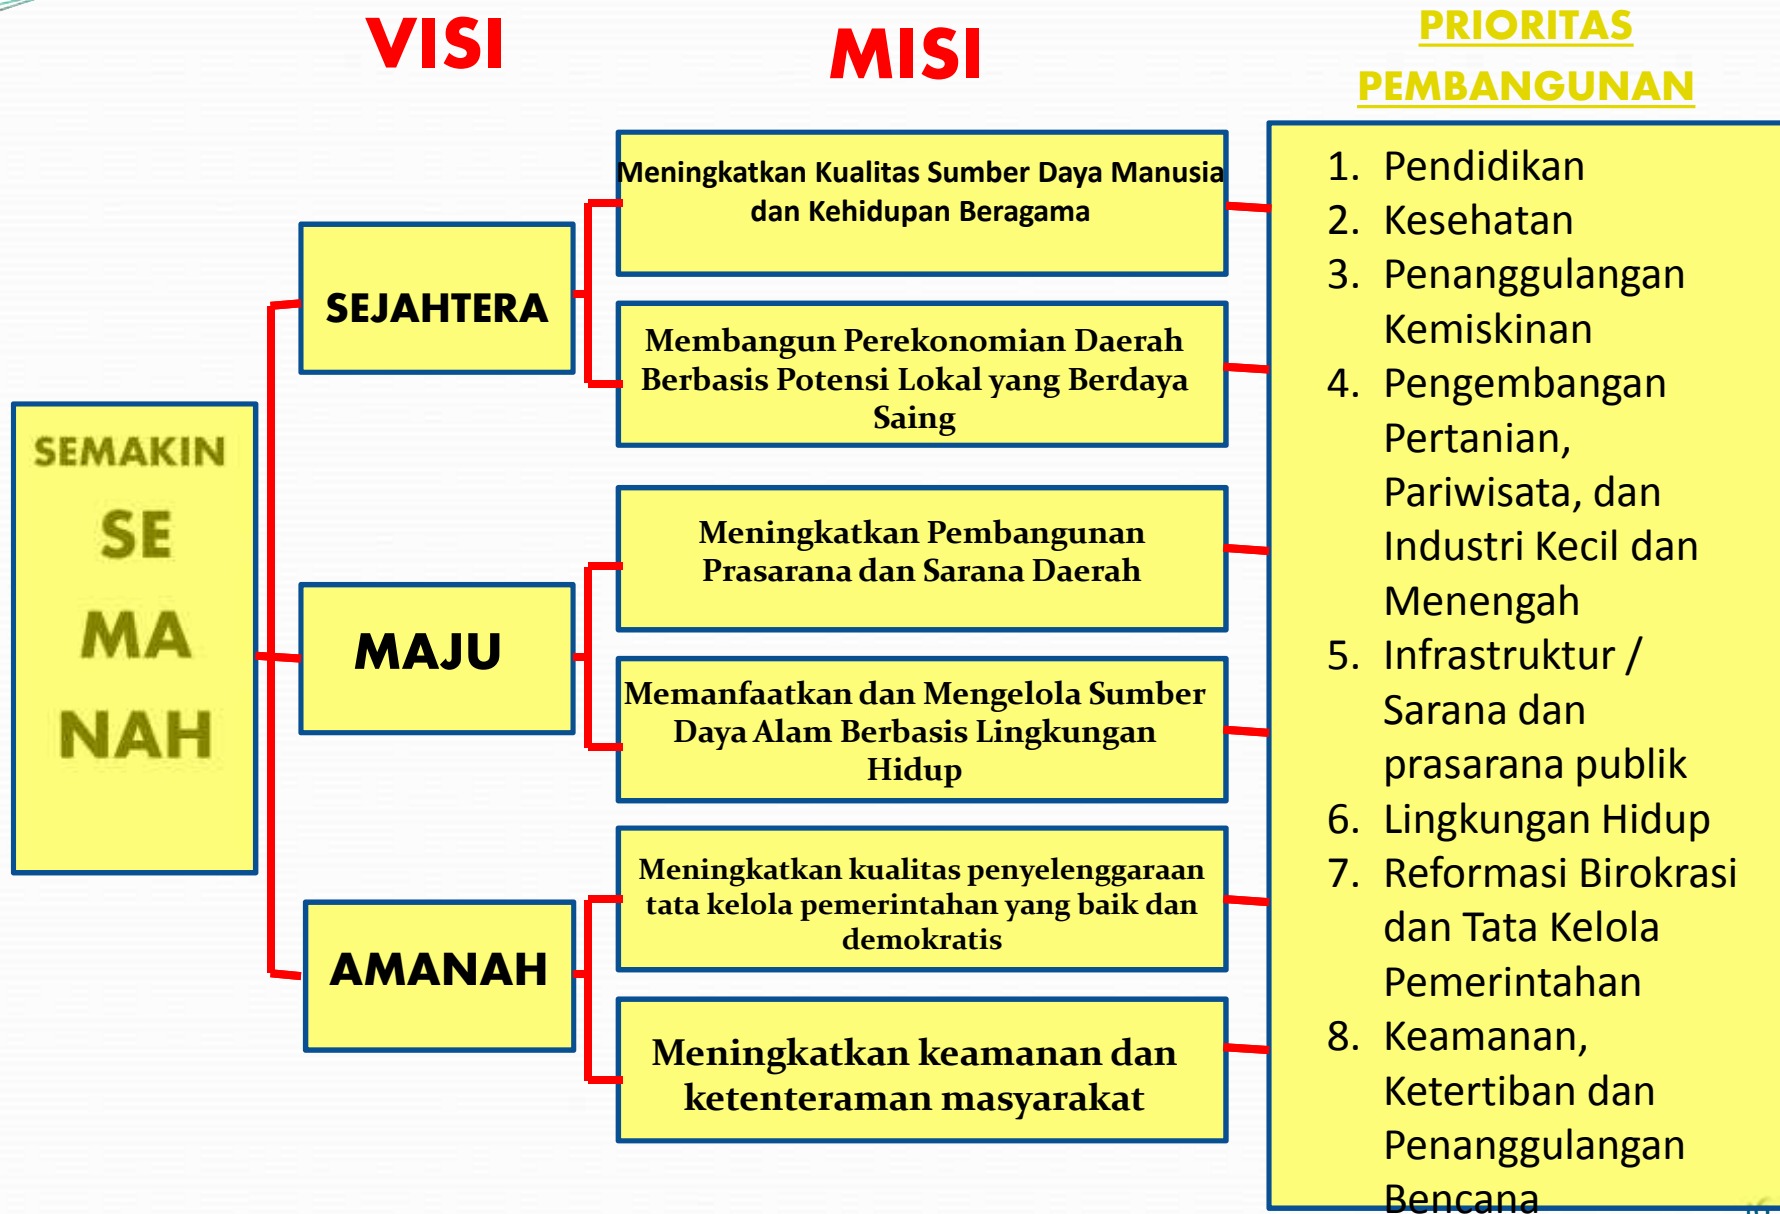 VISI
MISI
PRIORITAS
PEMBANGUNAN
SEMAKIN
SE
MA
NAH
SEJAHTERA
MAJU
AMANAH
Meningkatkan Kualitas Sumber Daya Manusia
dan Kehidupan Beragama
Membangun Perekonomian Daerah
Berbasis Potensi Lokal yang Berdaya
Saing
Meningkatkan Pembangunan
Prasarana dan Sarana Daerah
Memanfaatkan dan Mengelola Sumber
Daya Alam Berbasis Lingkungan
Hidup
Meningkatkan kualitas penyelenggaraan
tata kelola pemerintahan yang baik dan
demokratis
Meningkatkan keamanan dan
ketenteraman masyarakat
1. Pendidikan
2. Kesehatan
3. Penanggulangan
Kemiskinan
4. Pengembangan
Pertanian,
Pariwisata, dan
Industri Kecil dan
Menengah
5. Infrastruktur /
Sarana dan
prasarana publik
6. Lingkungan Hidup
7. Reformasi Birokrasi
dan Tata Kelola
Pemerintahan
8. Keamanan,
Ketertiban dan
Penanggulangan
Bencana